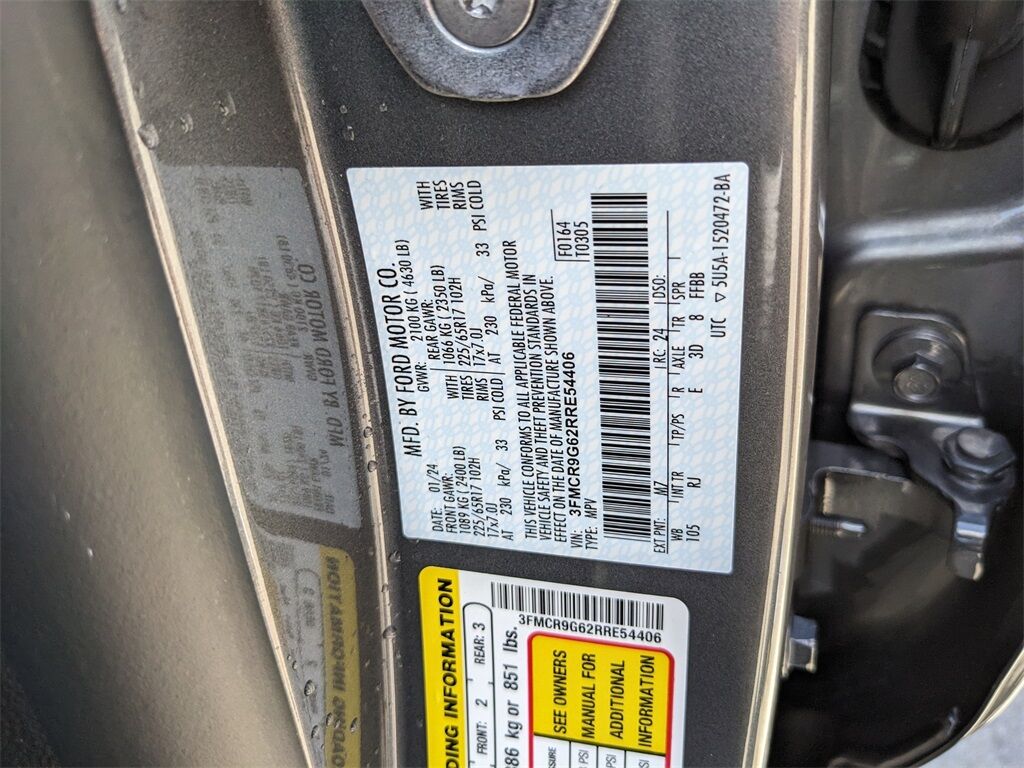 MFD. BY FORD MOTOR CO.
DATE: 01/24 GVWR: 2100 KG ( 4630 LB)
FRONT GAWR: REAR GAWR:
1089 KG ( 2400 LB) WITH 1066 KG ( 2350 LB) WITH
225/65R17 102H TIRES 225/65R17 102H TIRES
17x7.0J RIMS 17x7.0J RIMS
AT 230 kPa/ 33 PSI COLD AT 230 kPa/ 33 PSI COLD
THIS VEHICLE CONFORMS TO ALL APPLICABLE FEDERAL MOTOR
VEHICLE SAFETY AND THEFT PREVENTION STANDARDS IN
EFFECT ON THE DATE OF MANUFACTURE SHOWN ABOVE.
VIN: 3FMCR9G62RRE54406 F0164
TYPE: MPV T0305
EXT PNT: M7 RC: 24 DSO:
WB INT TR TP/PS R AXLE TR SPR
105 RJ E 3D 8 FFBB
UTC ▽ 5U5A-1520472-BA
DING INFORMATION
FRONT: 2 REAR: 3
386 kg or 851 lbs.
3FMCR9G62RRE54406
SEE OWNERS
MANUAL FOR
ADDITIONAL
INFORMATION